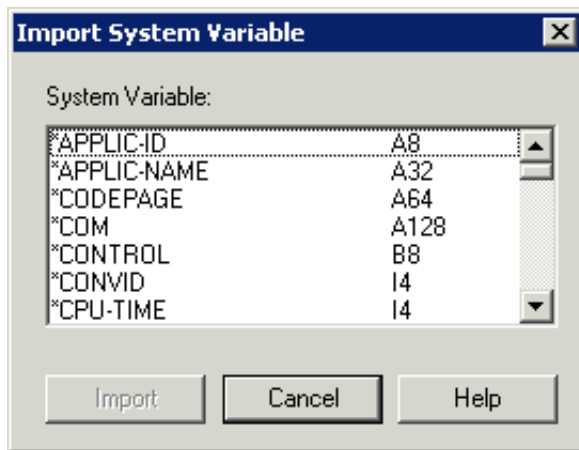 Import System Variable
System Variable:
*APPLIC-ID A8
*APPLIC-NAME A32
*CODEPAGE A64
*COM A128
*CONTROL B8
*CONVID I4
*CPU-TIME I4
Import Cancel Help